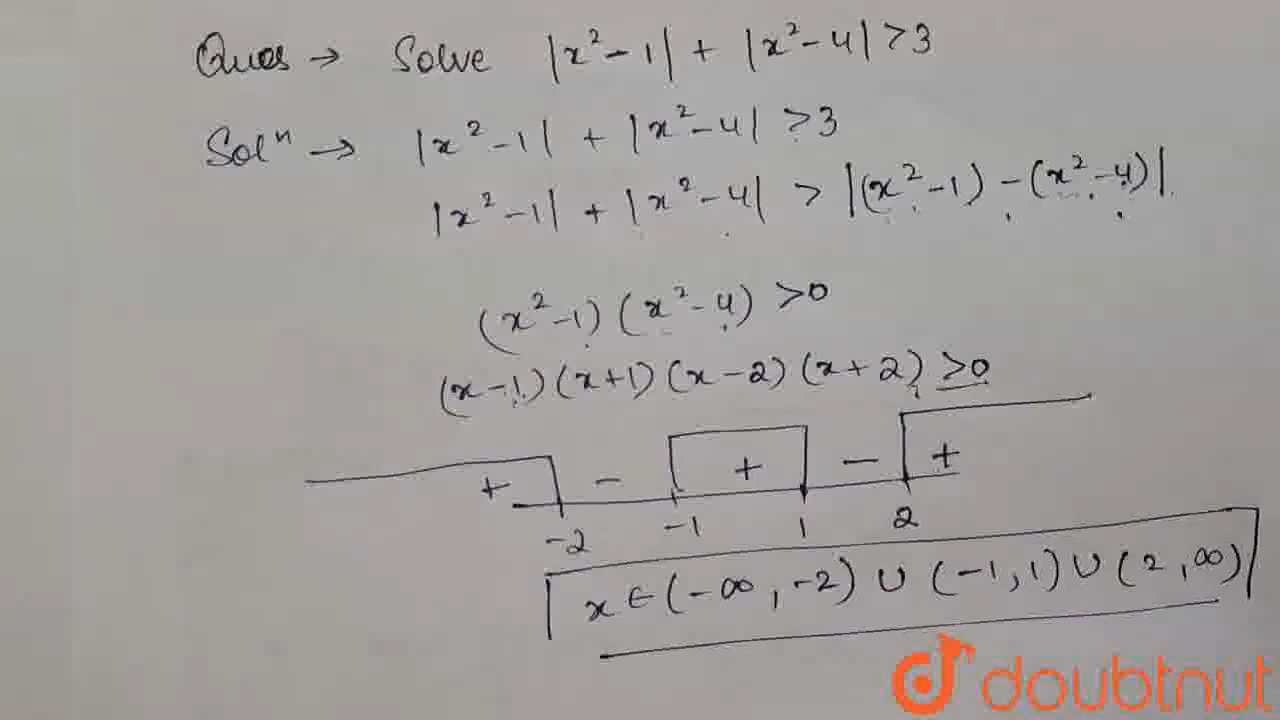 Ques → Solve |x² - 1| + |x² - 4| > 3
Solⁿ → |x² - 1| + |x² - 4| > 3
|x² - 1| + |x² - 4| > |(x² - 1) - (x² - 4)|
(x² - 1) (x² - 4) > 0
(x - 1) (x + 1) (x - 2) (x + 2) > 0
+ - + - +
-2 -1 1 2
x ∈ (-∞, -2) ∪ (-1, 1) ∪ (2, ∞)
doubtnut